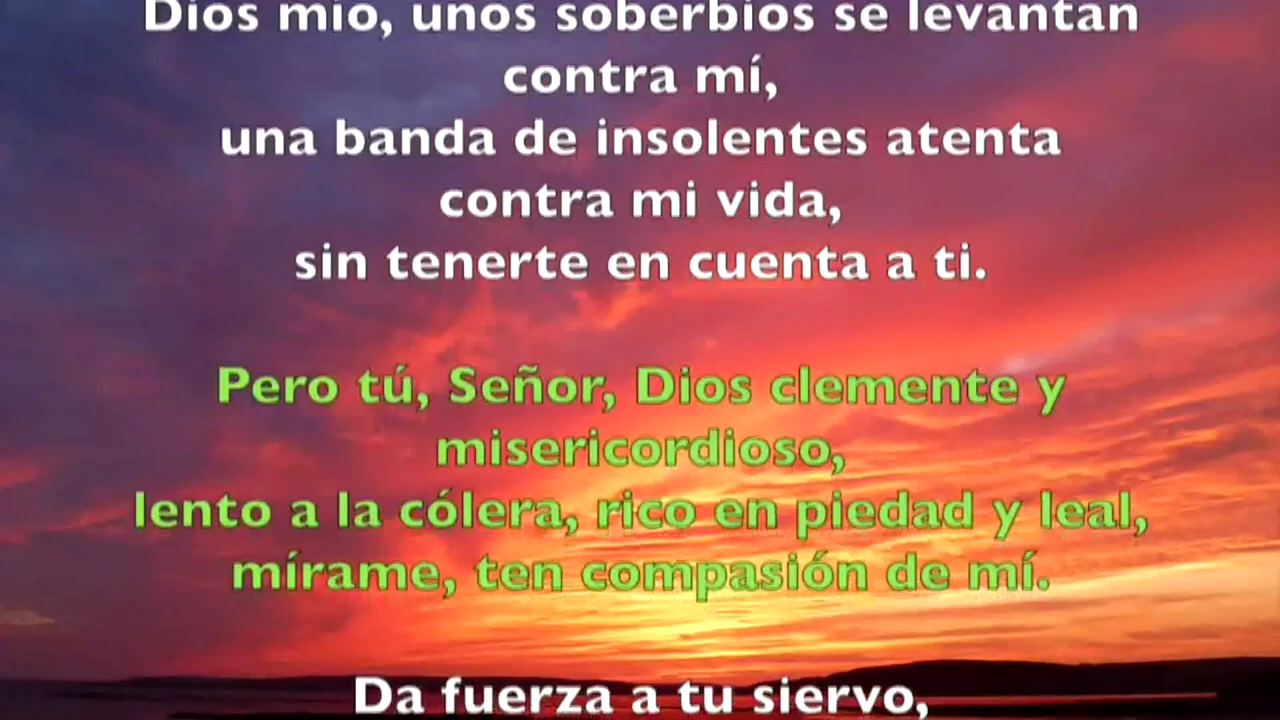 Dios mío, unos soberbios se levantan
contra mí,
una banda de insolentes atenta
contra mi vida,
sin tenerte en cuenta a ti.
Pero tú, Señor, Dios clemente y
misericordioso,
lento a la cólera, rico en piedad y leal,
mírame, ten compasión de mí.
Da fuerza a tu siervo,